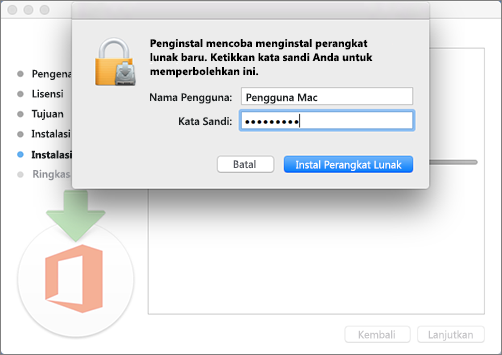 Penginstal mencoba menginstal perangkat
lunak baru. Ketikkan kata sandi Anda untuk
memperbolehkan ini.
Nama Pengguna: Pengguna Mac
Kata Sandi: •••••••••
Batal
Instal Perangkat Lunak
Pengena
Lisensi
Tujuan
Instalasi
Instalasi
Ringkas
Kembali
Lanjutkan